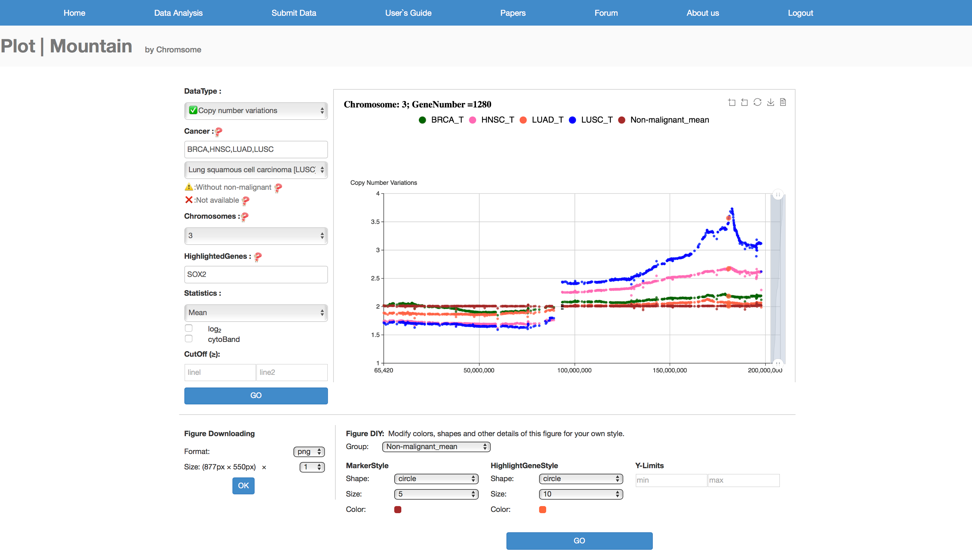 Home Data Analysis Submit Data User's Guide Papers Forum About us Logout
Plot | Mountain by Chromsome
DataType :
✅Copy number variations
Cancer :❓
BRCA,HNSC,LUAD,LUSC
Lung squamous cell carcinoma [LUSC
⚠️:Without non-malignant ❓
❌:Not available ❓
Chromosomes :❓
3
HighlightedGenes : ❓
SOX2
Statistics :
Mean
log2
cytoBand
CutOff (≥):
line1 line2
GO
Chromosome: 3; GeneNumber =1280
BRCA_T HNSC_T LUAD_T LUSC_T Non-malignant_mean
Copy Number Variations
4
3.5
3
2.5
2
1.5
1
65,420 50,000,000 100,000,000 150,000,000 200,000,000
Figure Downloading
Format: png
Size: (877px × 550px) × 1
OK
Figure DIY: Modify colors, shapes and other details of this figure for your own style.
Group: Non-malignant_mean
MarkerStyle HighlightGeneStyle Y-Limits
Shape: circle Shape: circle min max
Size: 5 Size: 10
Color: Color:
GO